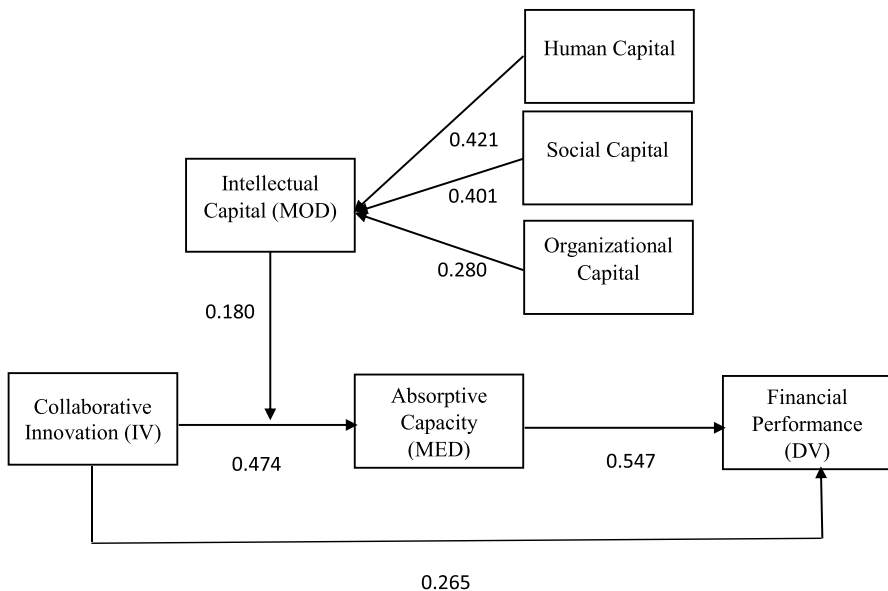 Human Capital
0.421
Social Capital
Intellectual
Capital (MOD)
0.401
Organizational
Capital
0.280
0.180
Collaborative
Innovation (IV)
Absorptive
Capacity
(MED)
Financial
Performance
(DV)
0.474
0.547
0.265